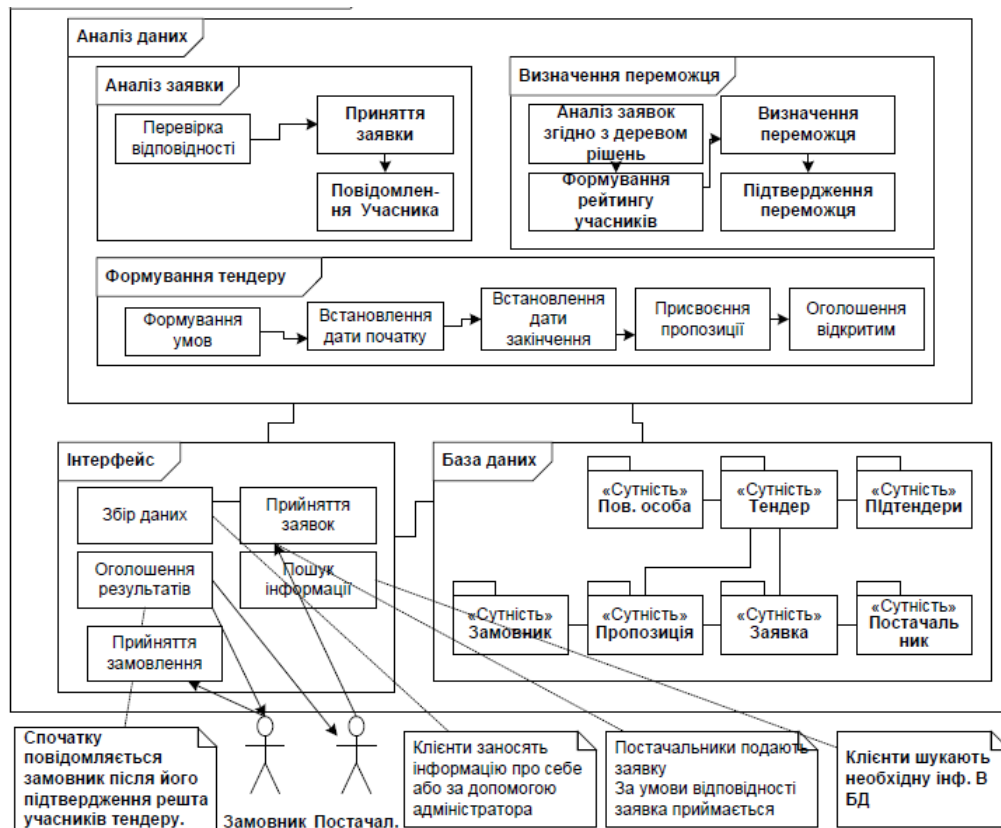 Аналіз даних
Аналіз заявки
Перевірка
відповідності
Приняття
заявки
Повідомлен-
ня Учасника
Визначення переможця
Аналіз заявок
згідно з деревом
рішень
Формування
рейтингу
учасників
Визначення
переможця
Підтвердження
переможця
Формування тендеру
Формування
умов
Встановлення
дати початку
Встановлення
дати
закінчення
Присвоєння
пропозиції
Оголошення
відкритим
Інтерфейс
Збір даних
Прийняття
заявок
Оголошення
результатів
Пошук
інформації
Прийняття
замовлення
База даних
«Сутність»
Пов. особа
«Сутність»
Тендер
«Сутність»
ПІдтендери
«Сутність»
Замовник
«Сутність»
Пропозиція
«Сутність»
Заявка
«Сутність»
Постачаль
ник
Спочатку
повідомляється
замовник після його
підтвердження решта
учасників тендеру.
Замовник
Постачал.
Клієнти заносять
інформацію про себе
або за допомогою
адміністратора
Постачальники подають
заявку
За умови відповідності
заявка приймається
Клієнти шукають
необхідну інф. В
БД